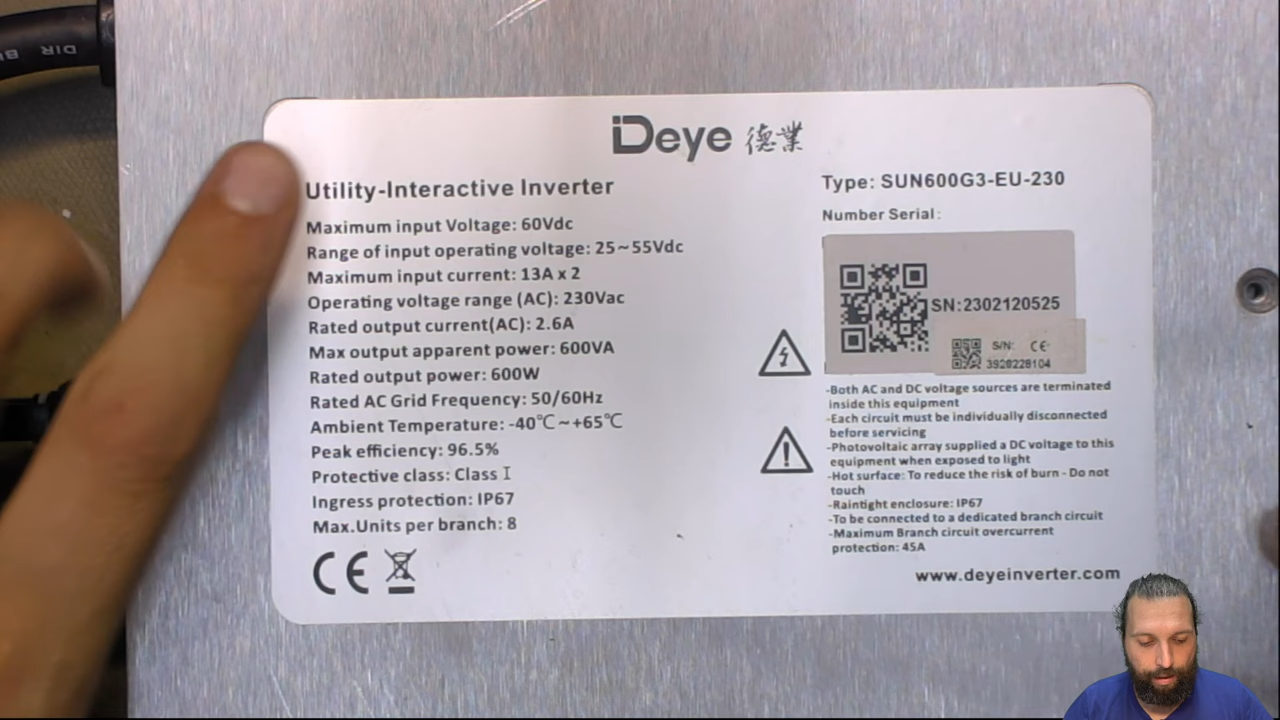 Deye 德業
Utility-Interactive Inverter
Maximum input Voltage: 60Vdc
Range of input operating voltage: 25~55Vdc
Maximum input current: 13A x 2
Operating voltage range (AC): 230Vac
Rated output current(AC): 2.6A
Max output apparent power: 600VA
Rated output power: 600W
Rated AC Grid Frequency: 50/60Hz
Ambient Temperature: -40℃~+65℃
Peak efficiency: 96.5%
Protective class: Class I
Ingress protection: IP67
Max.Units per branch: 8
CE
Type: SUN600G3-EU-230
Number Serial:
SN:2302120525
S/N: CE
3920228104
-Both AC and DC voltage sources are terminated
inside this equipment
-Each circuit must be individually disconnected
before servicing
-Photovoltaic array supplied a DC voltage to this
equipment when exposed to light
-Hot surface: To reduce the risk of burn - Do not
touch
-Raintight enclosure: IP67
-To be connected to a dedicated branch circuit
-Maximum Branch circuit overcurrent
protection: 45A
www.deyeinverter.com